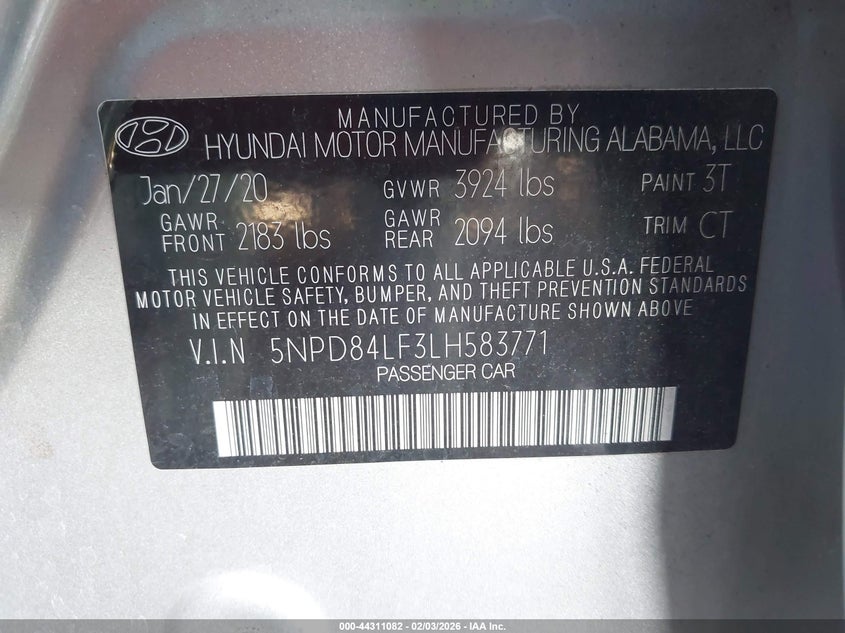 MANUFACTURED BY
HYUNDAI MOTOR MANUFACTURING ALABAMA, LLC
Jan/27/20 GVWR 3924 lbs PAINT 3T
GAWR FRONT 2183 lbs GAWR REAR 2094 lbs TRIM CT
THIS VEHICLE CONFORMS TO ALL APPLICABLE U.S.A. FEDERAL
MOTOR VEHICLE SAFETY, BUMPER, AND THEFT PREVENTION STANDARDS
IN EFFECT ON THE DATE OF MANUFACTURE SHOWN ABOVE
V.I.N 5NPD84LF3LH583771
PASSENGER CAR
000-44311082 - 02/03/2026 - IAA Inc.